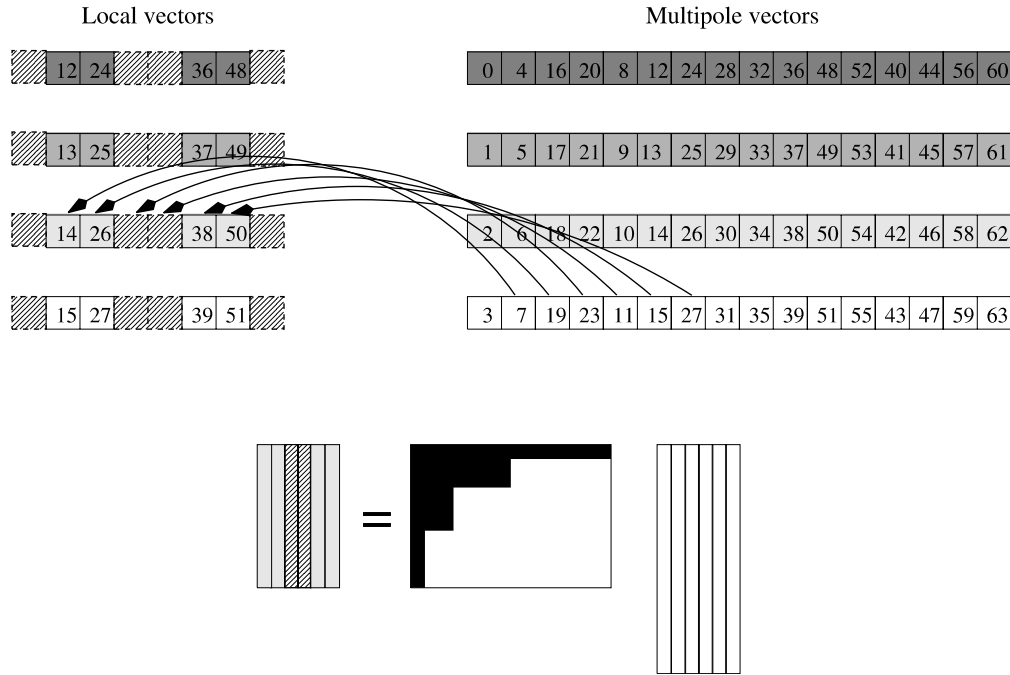 Local vectors Multipole vectors
12 24 36 48 0 4 16 20 8 12 24 28 32 36 48 52 40 44 56 60
13 25 37 49 1 5 17 21 9 13 25 29 33 37 49 53 41 45 57 61
14 26 38 50 2 6 18 22 10 14 26 30 34 38 50 54 42 46 58 62
15 27 39 51 3 7 19 23 11 15 27 31 35 39 51 55 43 47 59 63
=